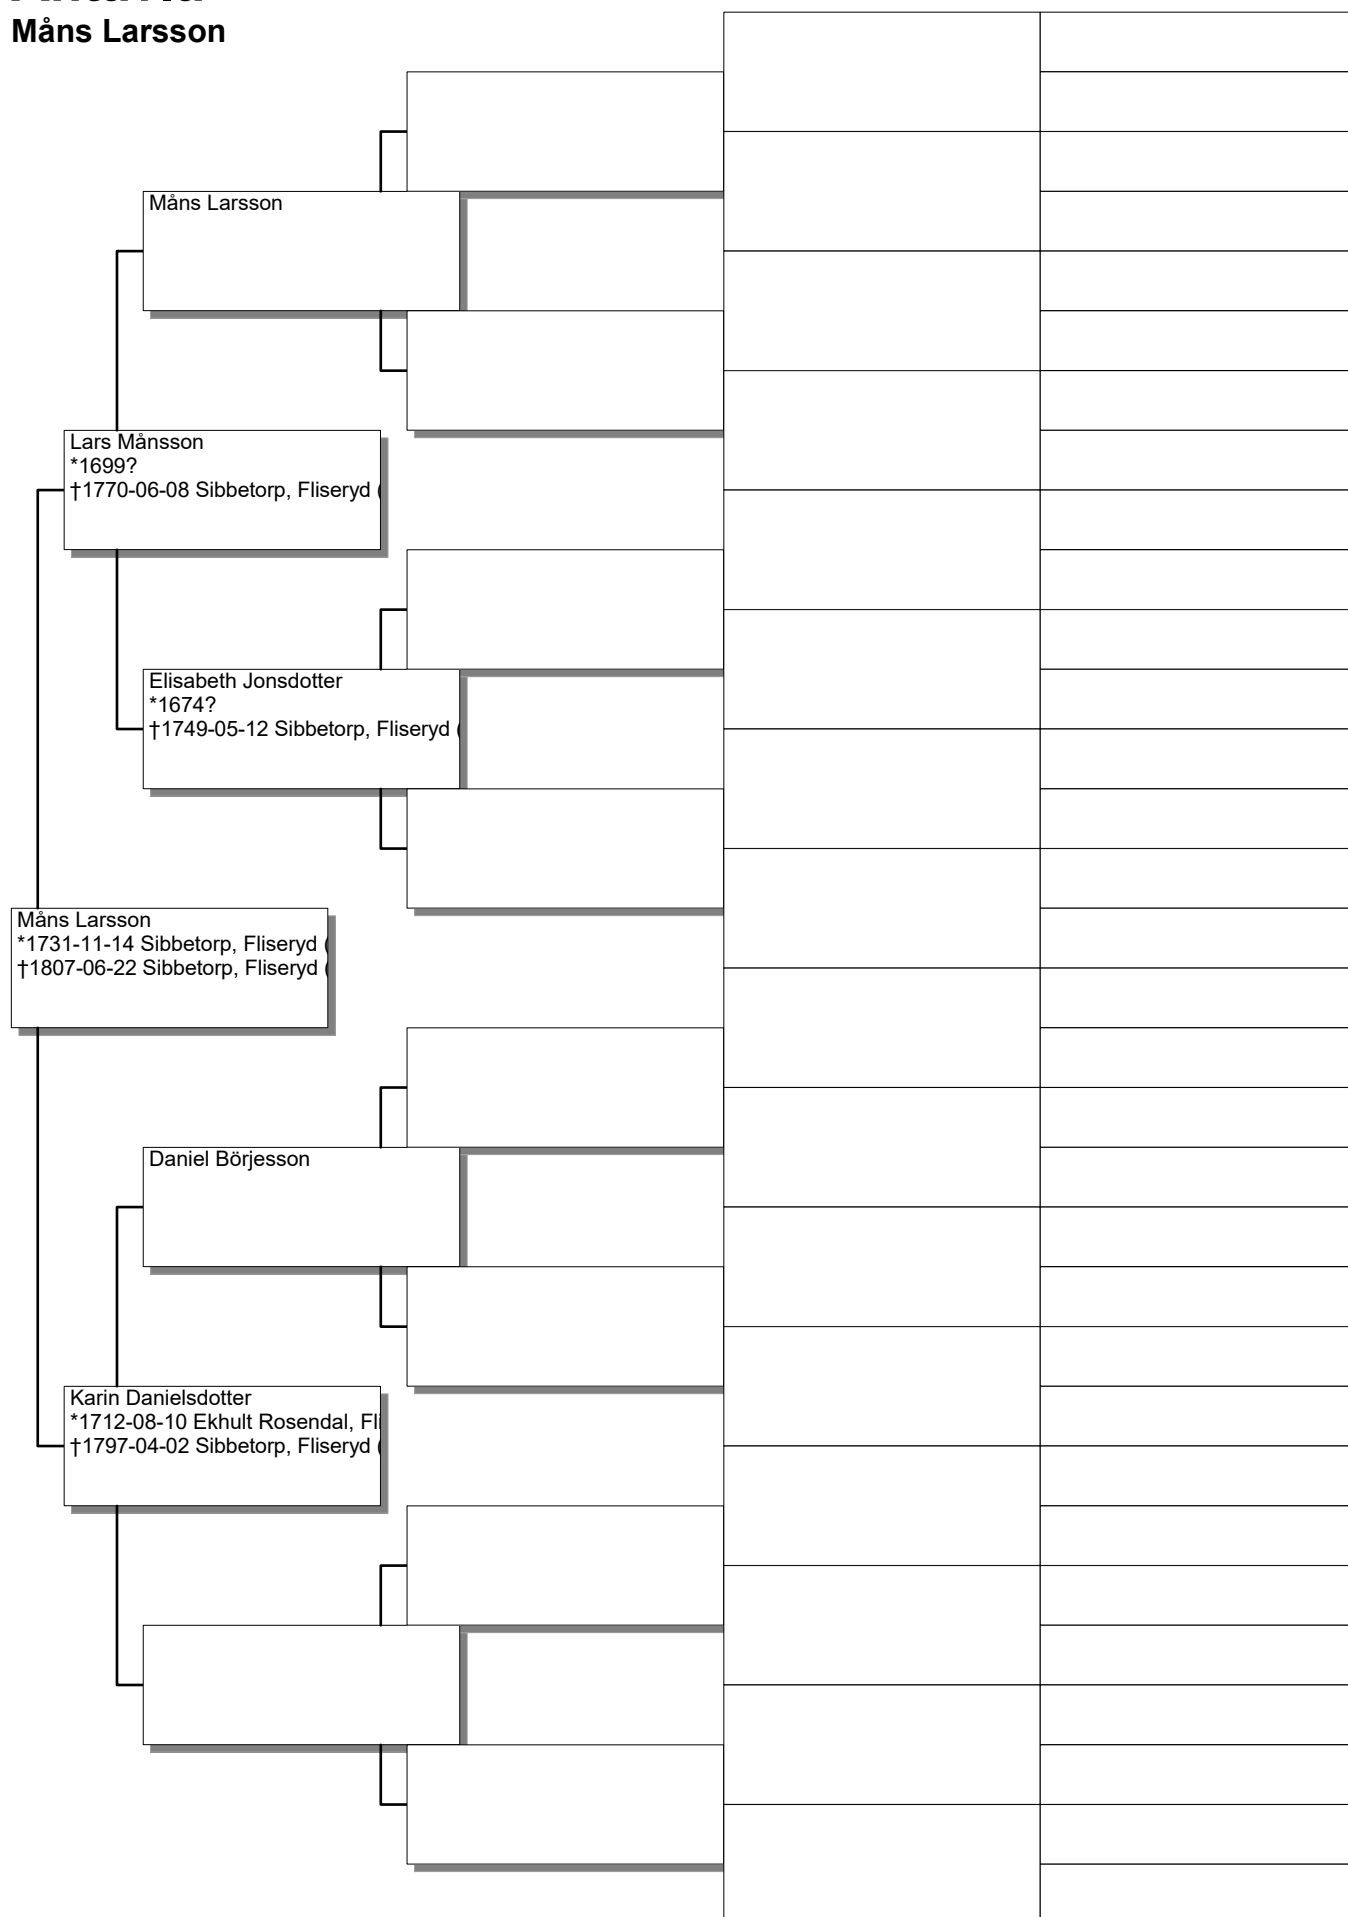 Måns Larsson
Måns Larsson
Lars Månsson
*1699?
†1770-06-08 Sibbetorp, Fliseryd (
Elisabeth Jonsdotter
*1674?
†1749-05-12 Sibbetorp, Fliseryd (
Måns Larsson
*1731-11-14 Sibbetorp, Fliseryd (
†1807-06-22 Sibbetorp, Fliseryd (
Daniel Börjesson
Karin Danielsdotter
*1712-08-10 Ekhult Rosendal, Fli
†1797-04-02 Sibbetorp, Fliseryd (